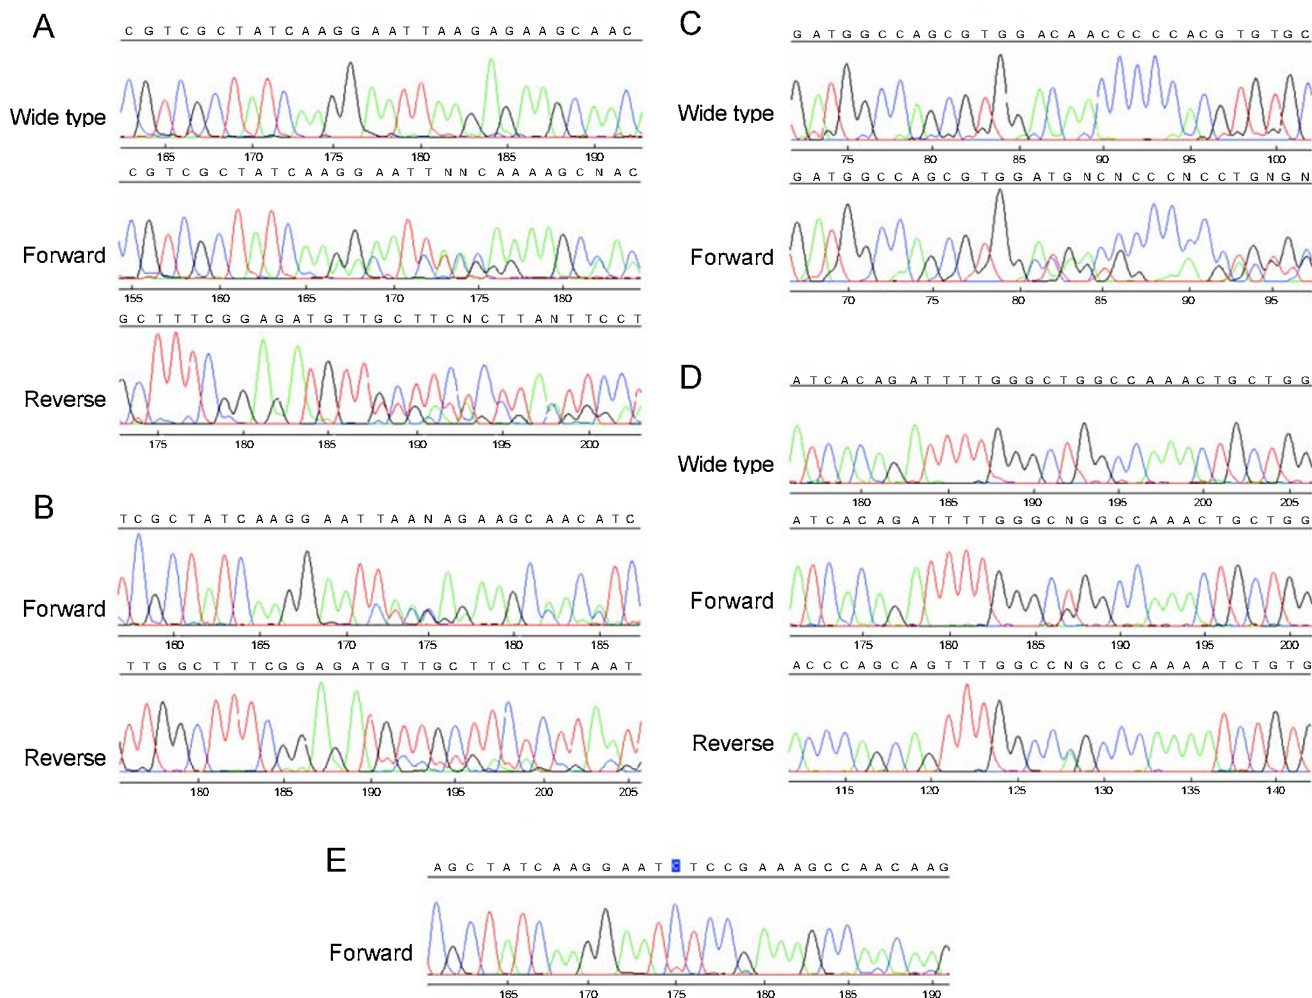 A
C G T C G C T A T C A A G G A A T T A A G A G A A G C A A C
Wide type
165 170 175 180 185 190
C G T C G C T A T C A A G G A A T T N N C A A A A G C N A C
Forward
155 160 165 170 175 180
G C T T T C G G A G A T G T T G C T T C N C T T A N T T C C T
Reverse
175 180 185 190 195 200
B
T C G C T A T C A A G G A A T T A A N A G A A G C A A C A T C
Forward
160 165 170 175 180 185
T T G G C T T T C G G A G A T G T T G C T T C T C T T A A T
Reverse
180 185 190 195 200 205
C
G A T G G C C A G C G T G G A C A A C C C C C A C G T G T G C
Wide type
75 80 85 90 95 100
G A T G G C C A G C G T G G A T G N C N C C C N C C T G N G N
Forward
70 75 80 85 90 95
D
A T C A C A G A T T T T G G G C T G G C C A A A C T G C T G G
Wide type
180 185 190 195 200 205
A T C A C A G A T T T T G G G C N G G C C A A A C T G C T G G
Forward
175 180 185 190 195 200
A C C C A G C A G T T T G G C C N G C C C A A A A T C T G T G
Reverse
115 120 125 130 135 140
E
A G C T A T C A A G G A A T C T C C G A A A G C C A A C A A G
Forward
165 170 175 180 185 190